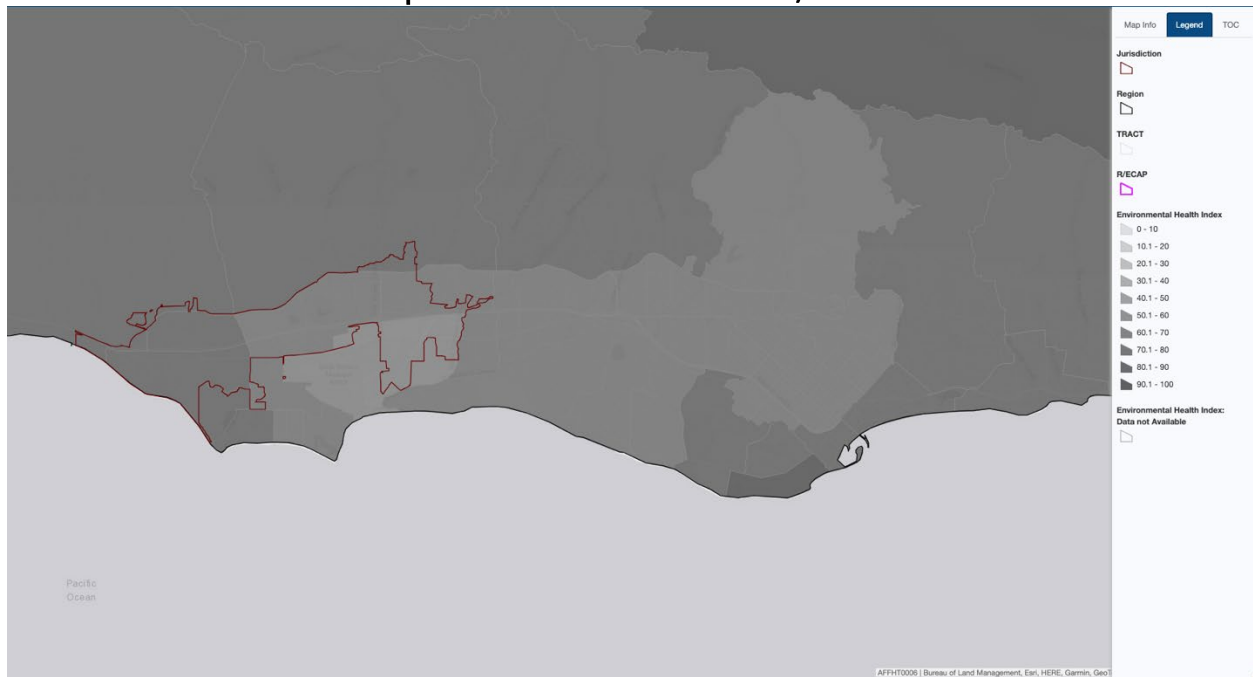 Map Info Legend TOC
Jurisdiction
Region
TRACT
R/ECAP
Environmental Health Index
0 - 10
10.1 - 20
20.1 - 30
30.1 - 40
40.1 - 50
50.1 - 60
60.1 - 70
70.1 - 80
80.1 - 90
90.1 - 100
Environmental Health Index:
Data not Available
Pacific
Ocean
AFFHT0006 | Bureau of Land Management, Esri, HERE, Garmin, GeoT